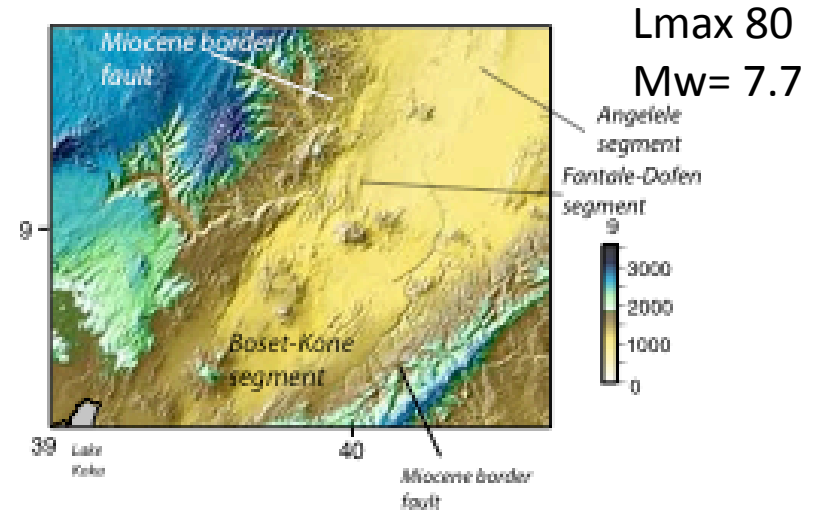 Lmax 80
Mw= 7.7
Miocene border
fault
Angelele
segment
Fantale-Dofen
segment
9
9
3000
2000
1000
0
Boset-Kone
segment
39
Lake
Koka
40
Miocene border
fault